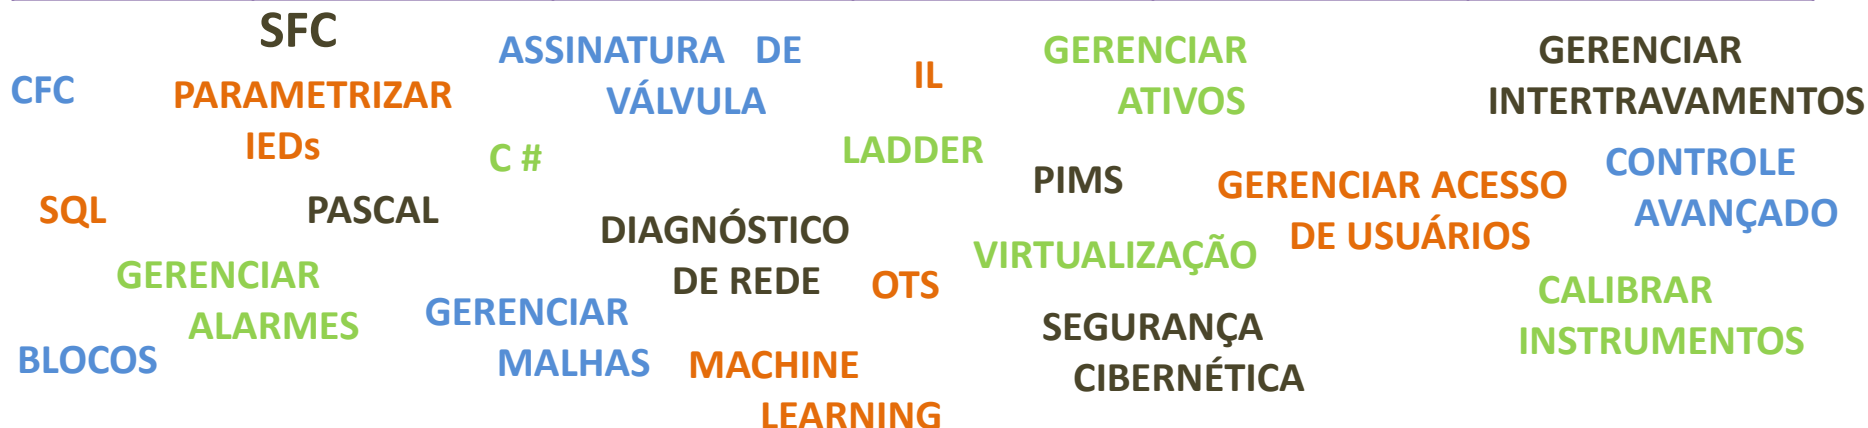 SFC
CFC
PARAMETRIZAR
IEDs
ASSINATURA DE
VÁLVULA
IL
GERENCIAR
ATIVOS
GERENCIAR
INTERTRAVAMENTOS
C #
LADDER
PIMS
GERENCIAR ACESSO
DE USUÁRIOS
CONTROLE
AVANÇADO
SQL
PASCAL
DIAGNÓSTICO
DE REDE
VIRTUALIZAÇÃO
OTS
GERENCIAR
ALARMES
GERENCIAR
MALHAS
SEGURANÇA
CIBERNÉTICA
CALIBRAR
INSTRUMENTOS
BLOCOS
MACHINE
LEARNING